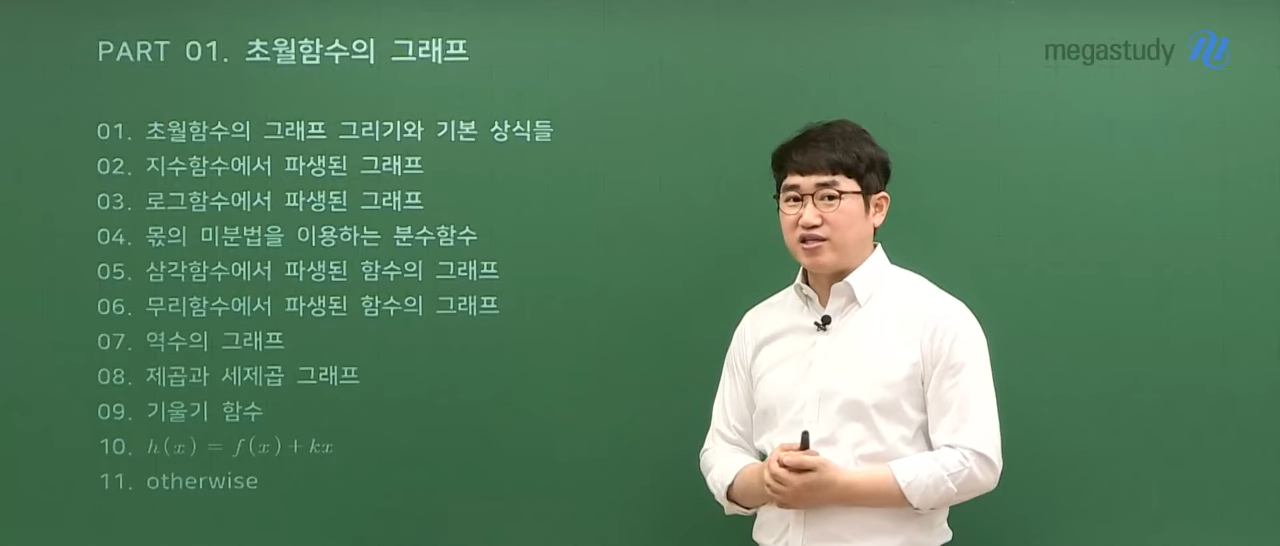 PART 01. 초월함수의 그래프
megastudy
01. 초월함수의 그래프 그리기와 기본 상식들
02. 지수함수에서 파생된 그래프
03. 로그함수에서 파생된 그래프
04. 몫의 미분법을 이용하는 분수함수
05. 삼각함수에서 파생된 함수의 그래프
06. 무리함수에서 파생된 함수의 그래프
07. 역수의 그래프
08. 제곱과 세제곱 그래프
09. 기울기 함수
10. h(x) = f(x) + kx
11. otherwise